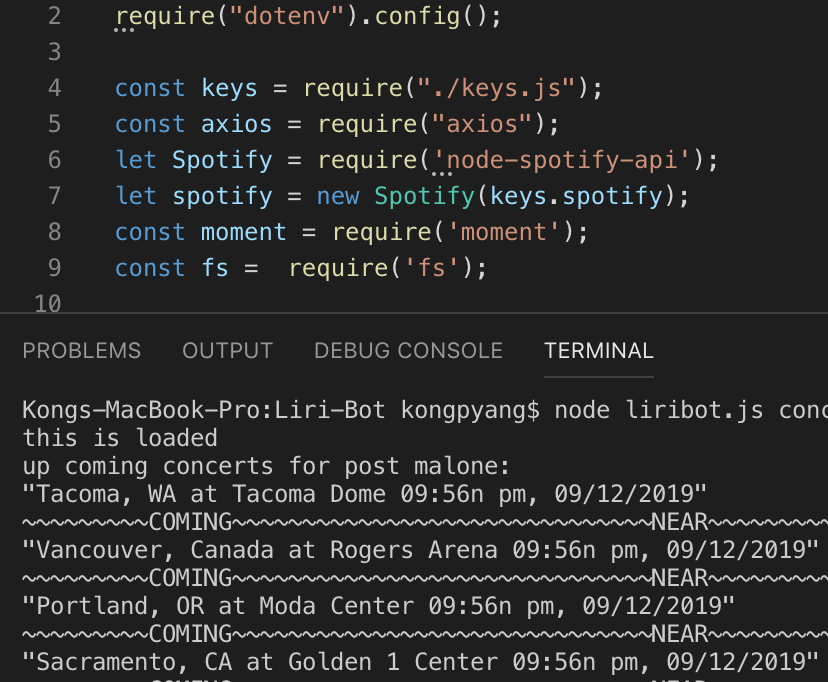 2 require("dotenv").config();
3
4 const keys = require("./keys.js");
5 const axios = require("axios");
6 let Spotify = require('node-spotify-api');
7 let spotify = new Spotify(keys.spotify);
8 const moment = require('moment');
9 const fs =  require('fs');
10
PROBLEMS OUTPUT DEBUG CONSOLE TERMINAL
Kongs-MacBook-Pro:Liri-Bot kongpyang$ node liribot.js conc
this is loaded
up coming concerts for post malone:
"Tacoma, WA at Tacoma Dome 09:56n pm, 09/12/2019"
~~~~~~~~~COMING~~~~~~~~~~~~~~~~~~~~~~~~~~~~~~NEAR~~~~~~~~~
"Vancouver, Canada at Rogers Arena 09:56n pm, 09/12/2019"
~~~~~~~~~COMING~~~~~~~~~~~~~~~~~~~~~~~~~~~~~~NEAR~~~~~~~~~
"Portland, OR at Moda Center 09:56n pm, 09/12/2019"
~~~~~~~~~COMING~~~~~~~~~~~~~~~~~~~~~~~~~~~~~~NEAR~~~~~~~~~
"Sacramento, CA at Golden 1 Center 09:56n pm, 09/12/2019"